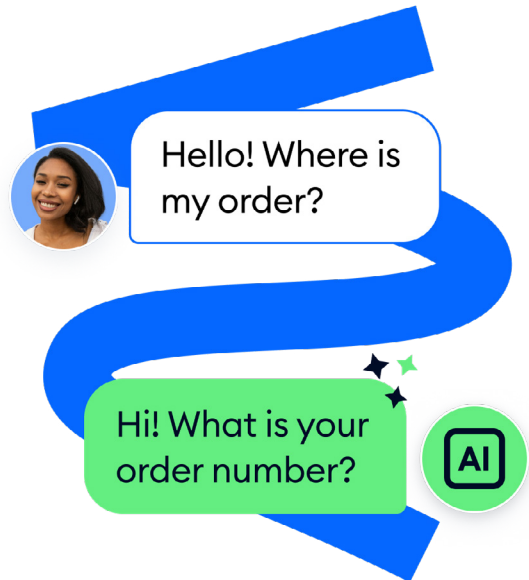 Hello! Where is
my order?
Hi! What is your
order number?
AI